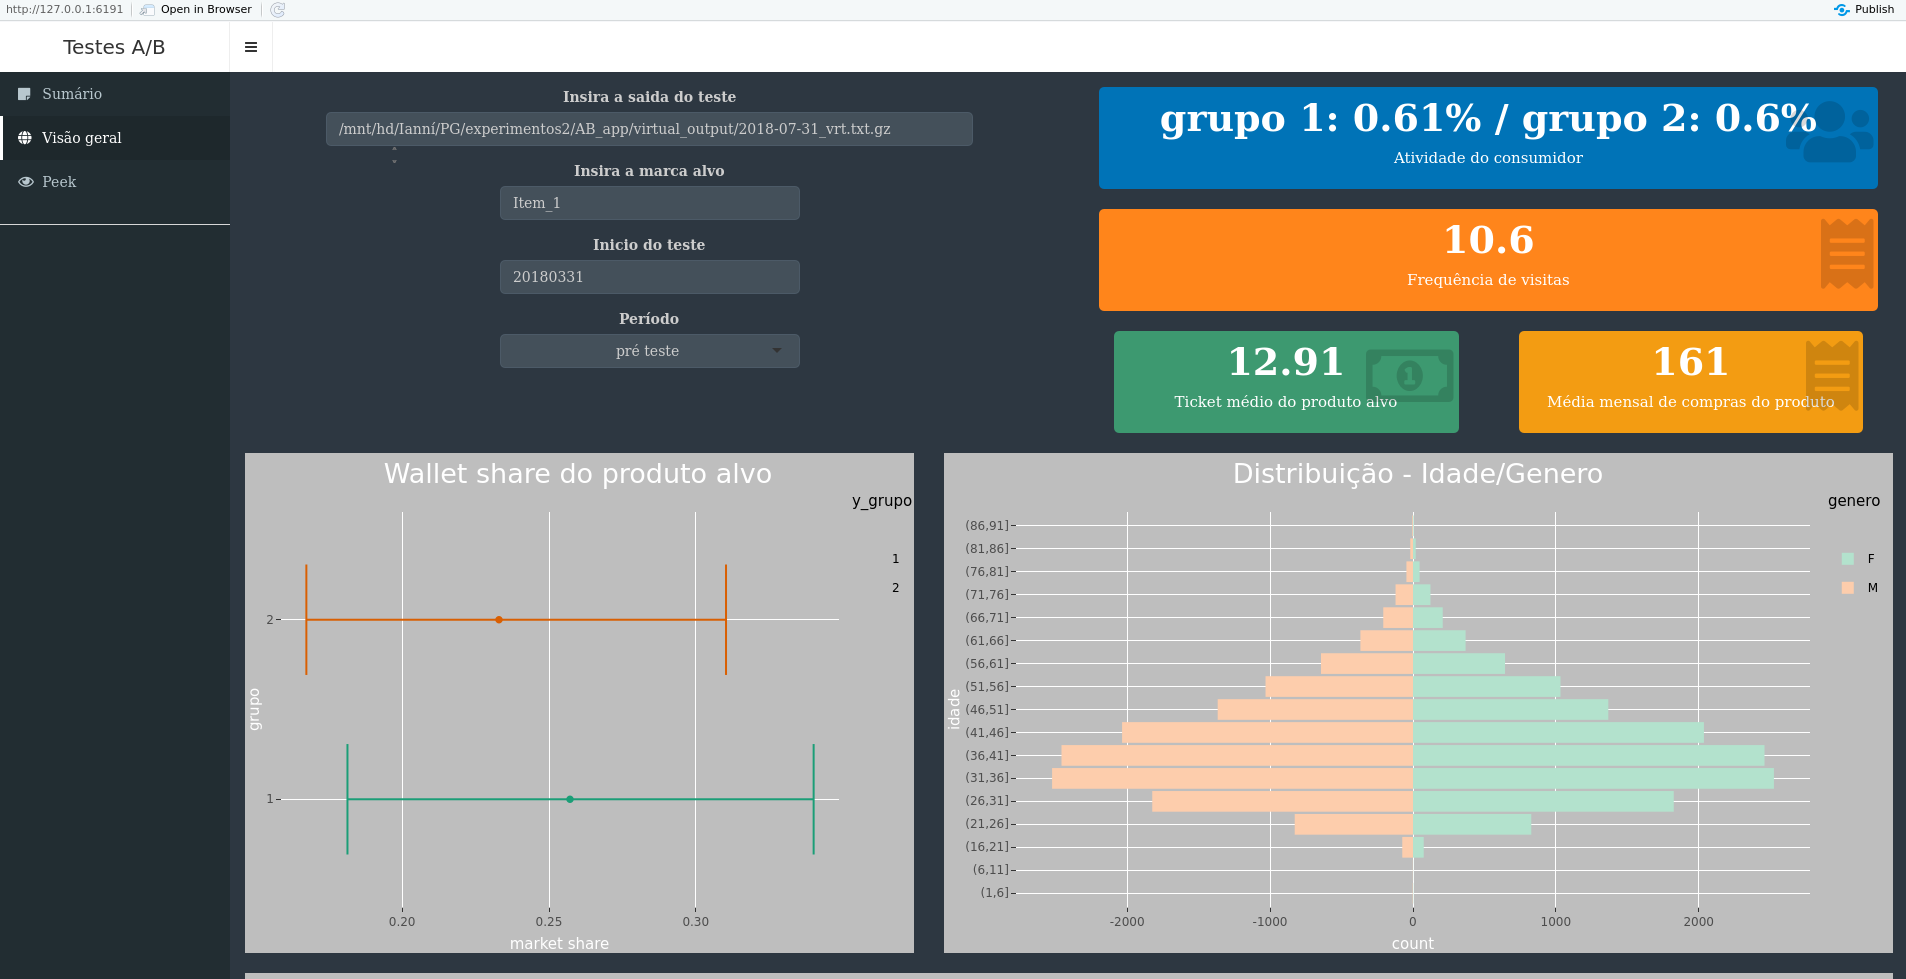 http://127.0.0.1:6191
Open in Browser
Publish
Testes A/B
Sumário
Visão geral
Peek
Insira a saida do teste
/mnt/hd/Ianní/PG/experimentos2/AB_app/virtual_output/2018-07-31_vrt.txt.gz
Insira a marca alvo
Item_1
Inicio do teste
20180331
Período
pré teste
grupo 1: 0.61% / grupo 2: 0.6%
Atividade do consumidor
10.6
Frequência de visitas
12.91
Ticket médio do produto alvo
161
Média mensal de compras do produto
Wallet share do produto alvo
y_grupo
1
2
grupo
2
1
0.20 0.25 0.30
market share
Distribuição - Idade/Genero
genero
F
M
idade
(86,91]
(81,86]
(76,81]
(71,76]
(66,71]
(61,66]
(56,61]
(51,56]
(46,51]
(41,46]
(36,41]
(31,36]
(26,31]
(21,26]
(16,21]
(6,11]
(1,6]
-2000 -1000 0 1000 2000
count